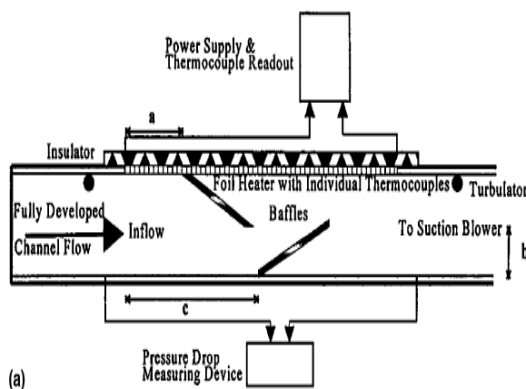 Power Supply &
Thermocouple Readout
a
Insulator
Foil Heater with Individual Thermocouples
Turbulator
Fully Developed
Channel Flow
Inflow
Baffles
To Suction Blower
b
c
(a)
Pressure Drop
Measuring Device